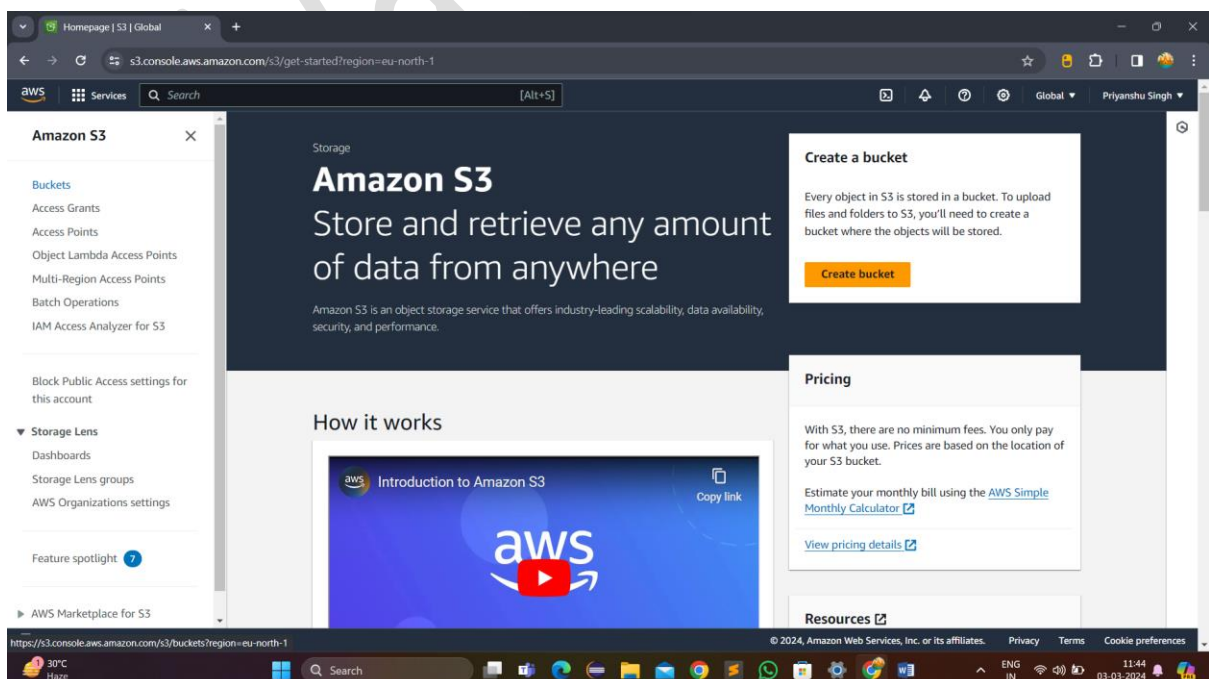 Homepage | S3 | Global
s3.console.aws.amazon.com/s3/get-started?region=eu-north-1
aws Services Search [Alt+S] Global Priyanshu Singh
Amazon S3
Buckets
Access Grants
Access Points
Object Lambda Access Points
Multi-Region Access Points
Batch Operations
IAM Access Analyzer for S3
Block Public Access settings for
this account
Storage Lens
Dashboards
Storage Lens groups
AWS Organizations settings
Feature spotlight 7
AWS Marketplace for S3
Storage
Amazon S3
Store and retrieve any amount
of data from anywhere
Amazon S3 is an object storage service that offers industry-leading scalability, data availability,
security, and performance.
Create a bucket
Every object in S3 is stored in a bucket. To upload
files and folders to S3, you'll need to create a
bucket where the objects will be stored.
Create bucket
How it works
aws Introduction to Amazon S3
Copy link
aws
Pricing
With S3, there are no minimum fees. You only pay
for what you use. Prices are based on the location of
your S3 bucket.
Estimate your monthly bill using the AWS Simple
Monthly Calculator
View pricing details
Resources
https://s3.console.aws.amazon.com/s3/buckets?region=eu-north-1
© 2024, Amazon Web Services, Inc. or its affiliates. Privacy Terms Cookie preferences
30°C
Haze
Search
ENG
IN
11:44
03-03-2024